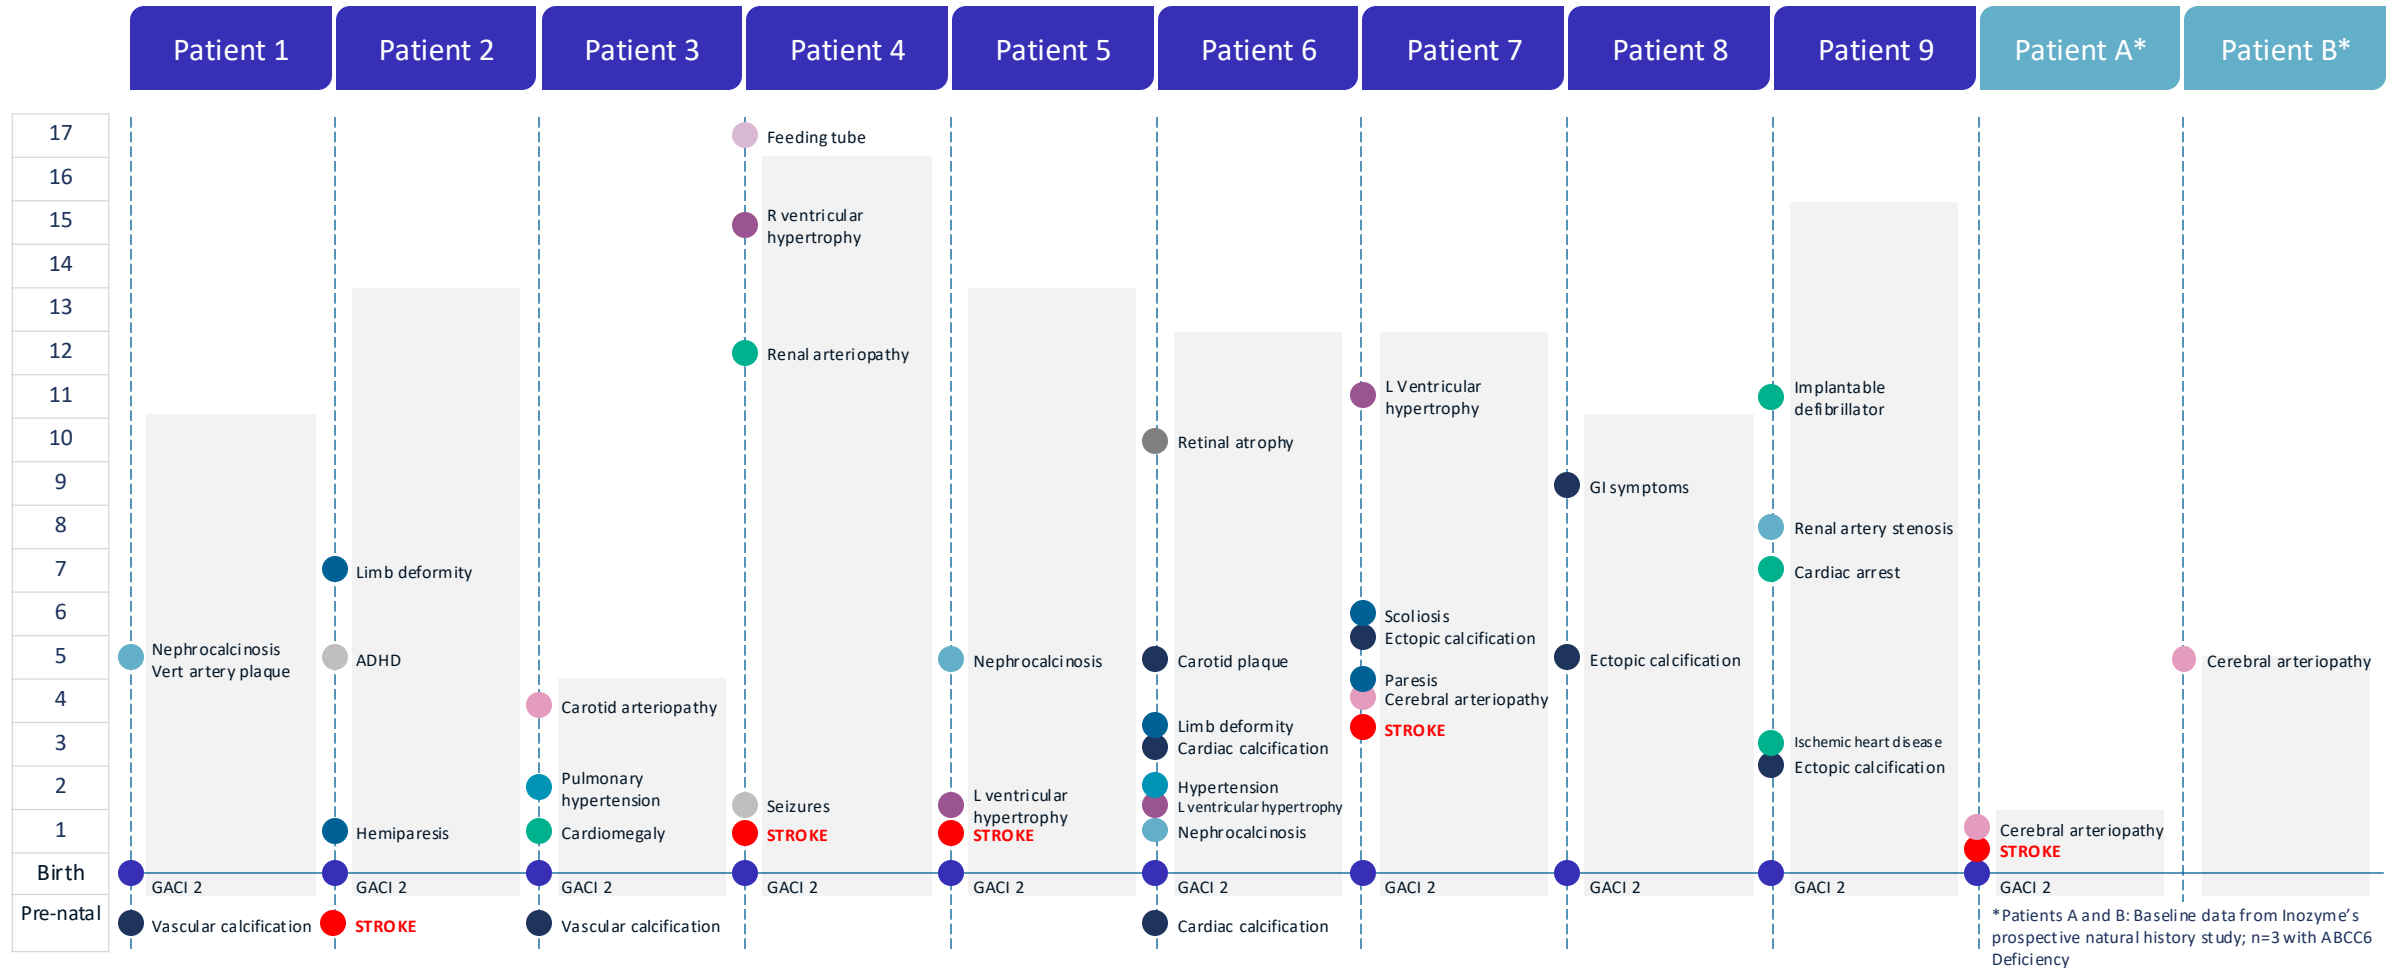 Patient 1
Patient 2
Patient 3
Patient 4
Patient 5
Patient 6
Patient 7
Patient 8
Patient 9
Patient A*
Patient B*
17
Feeding tube
16
15
R ventricular
hypertrophy
14
13
12
Renal arteriopathy
11
L Ventricular
hypertrophy
Implantable
defibrillator
10
Retinal atrophy
9
GI symptoms
8
Renal artery stenosis
7
Limb deformity
Cardiac arrest
6
Scoliosis
Ectopic calcification
5
Nephrocalcinosis
Vert artery plaque
ADHD
Nephrocalcinosis
Carotid plaque
Ectopic calcification
Cerebral arteriopathy
4
Carotid arteriopathy
Paresis
Cerebral arteriopathy
STROKE
3
Limb deformity
Cardiac calcification
Ischemic heart disease
Ectopic calcification
2
Pulmonary
hypertension
Seizures
L ventricular
hypertrophy
Hypertension
L ventricular hypertrophy
1
Hemiparesis
Cardiomegaly
STROKE
STROKE
Nephrocalcinosis
Cerebral arteriopathy
STROKE
Birth
GACI 2
GACI 2
GACI 2
GACI 2
GACI 2
GACI 2
GACI 2
GACI 2
GACI 2
GACI 2
Pre-natal
Vascular calcification
STROKE
Vascular calcification
Cardiac calcification
*Patients A and B: Baseline data from Inozyme’s
prospective natural history study; n=3 with ABCC6
Deficiency